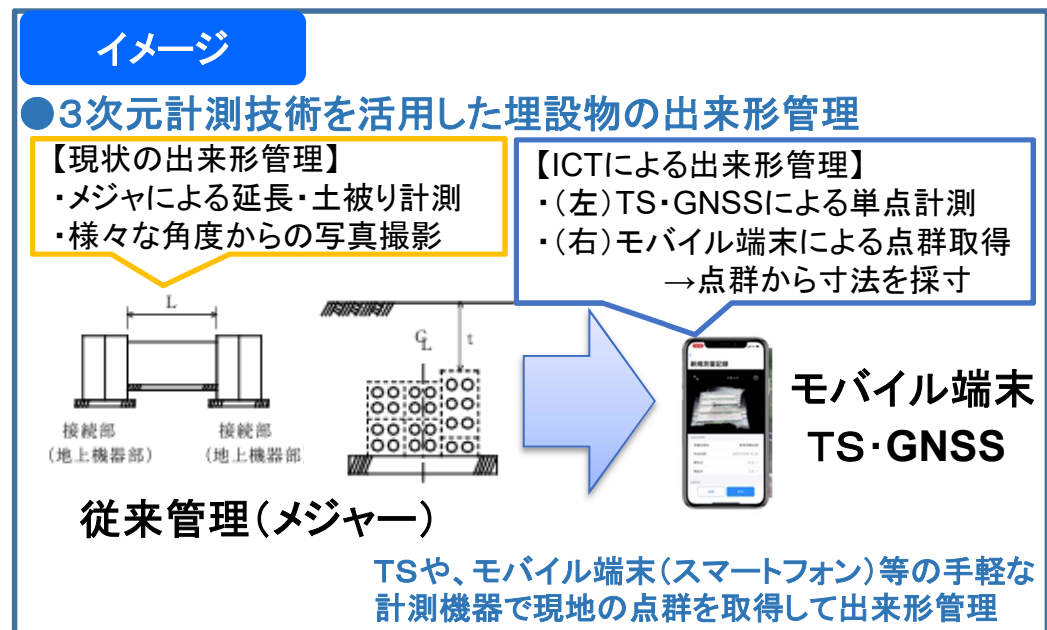 イメージ
●3次元計測技術を活用した埋設物の出来形管理
【現状の出来形管理】
・メジャによる延長・土被り計測
・様々な角度からの写真撮影
【ICTによる出来形管理】
・(左)TS・GNSSによる単点計測
・(右)モバイル端末による点群取得
→点群から寸法を採寸
L
℄
t
接続部
(地上機器部)
接続部
(地上機器部
従来管理(メジャー)
新規測量記録
モバイル端末
TS・GNSS
TSや、モバイル端末(スマートフォン)等の手軽な
計測機器で現地の点群を取得して出来形管理